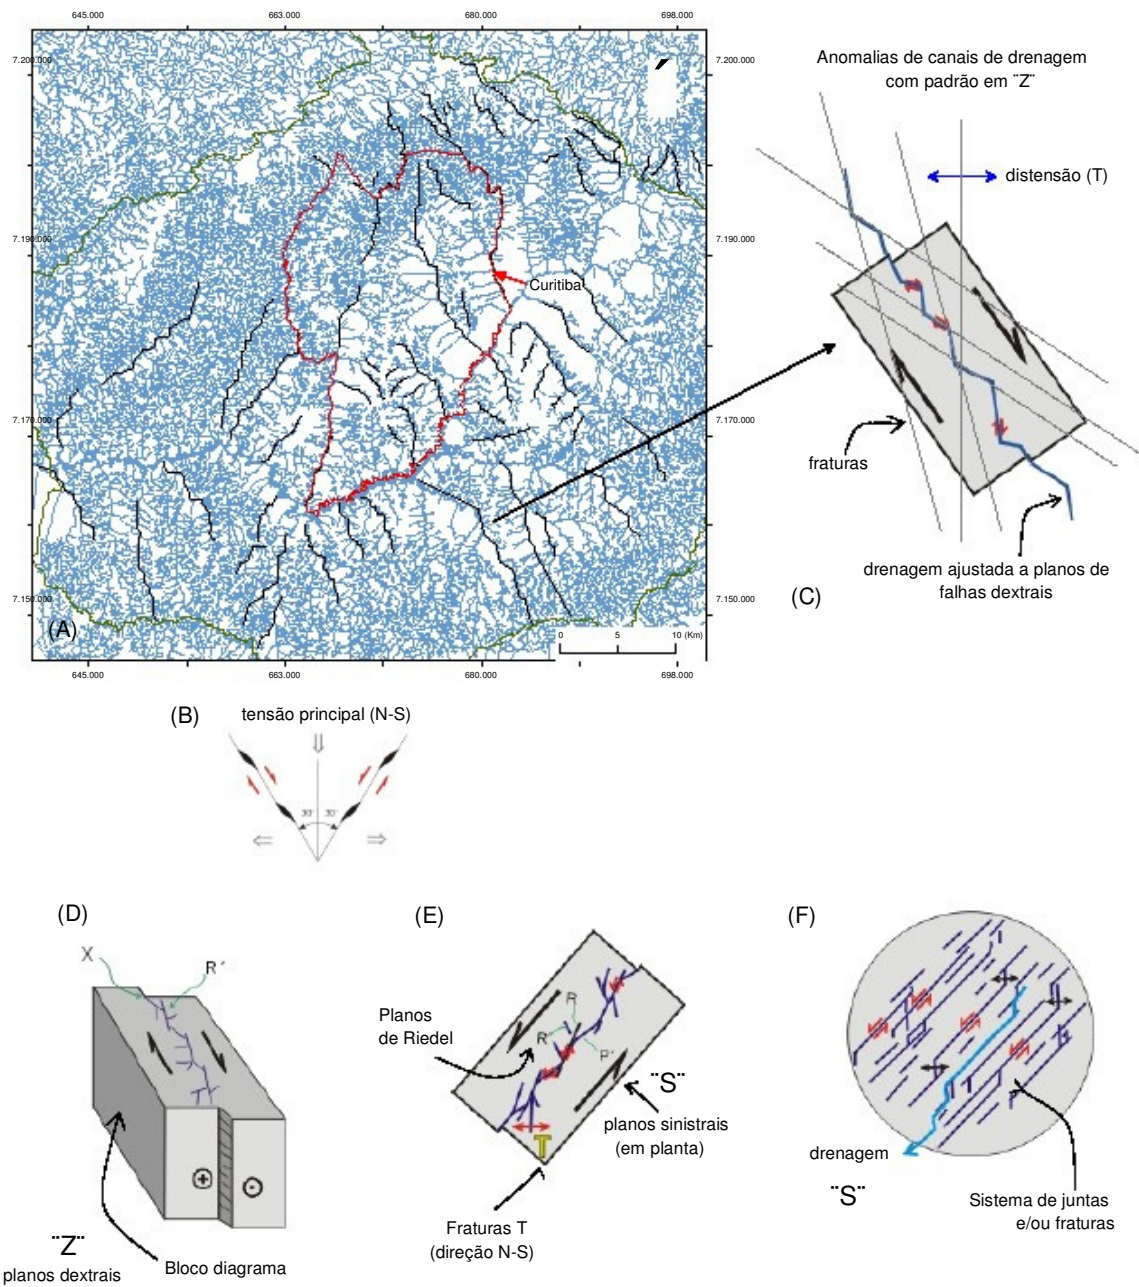 645.000 663.000 680.000 698.000
7.200.000
7.200.000
7.190.000
7.190.000
7.170.000
7.170.000
7.150.000
7.150.000
Curitiba
(A)
0 5 10 (Km)
645.000 663.000 680.000 698.000
Anomalias de canais de drenagem
com padrão em ¨Z¨
distensão (T)
fraturas
drenagem ajustada a planos de
falhas dextrais
(C)
(B)
tensão principal (N-S)
30° 30°
(D)
X
R´
¨Z¨
planos dextrais
Bloco diagrama
(E)
Planos
de Riedel
R
R'
P'
¨S¨
planos sinistrais
(em planta)
T
Fraturas T
(direção N-S)
(F)
drenagem
¨S¨
Sistema de juntas
e/ou fraturas